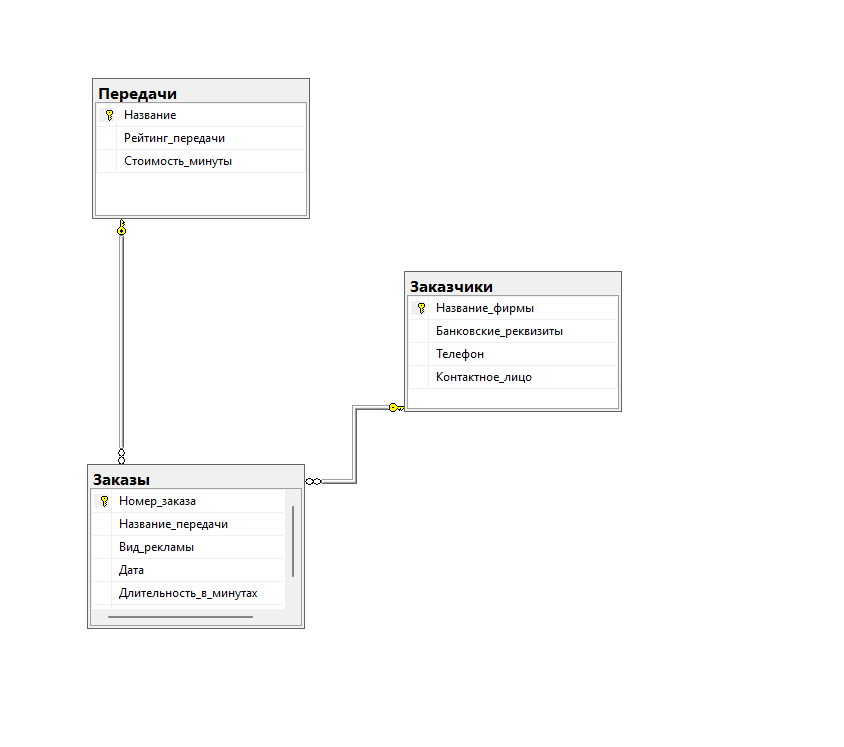 Передачи
Название
Рейтинг_передачи
Стоимость_минуты
Заказчики
Название_фирмы
Банковские_реквизиты
Телефон
Контактное_лицо
Заказы
Номер_заказа
Название_передачи
Вид_рекламы
Дата
Длительность_в_минутах